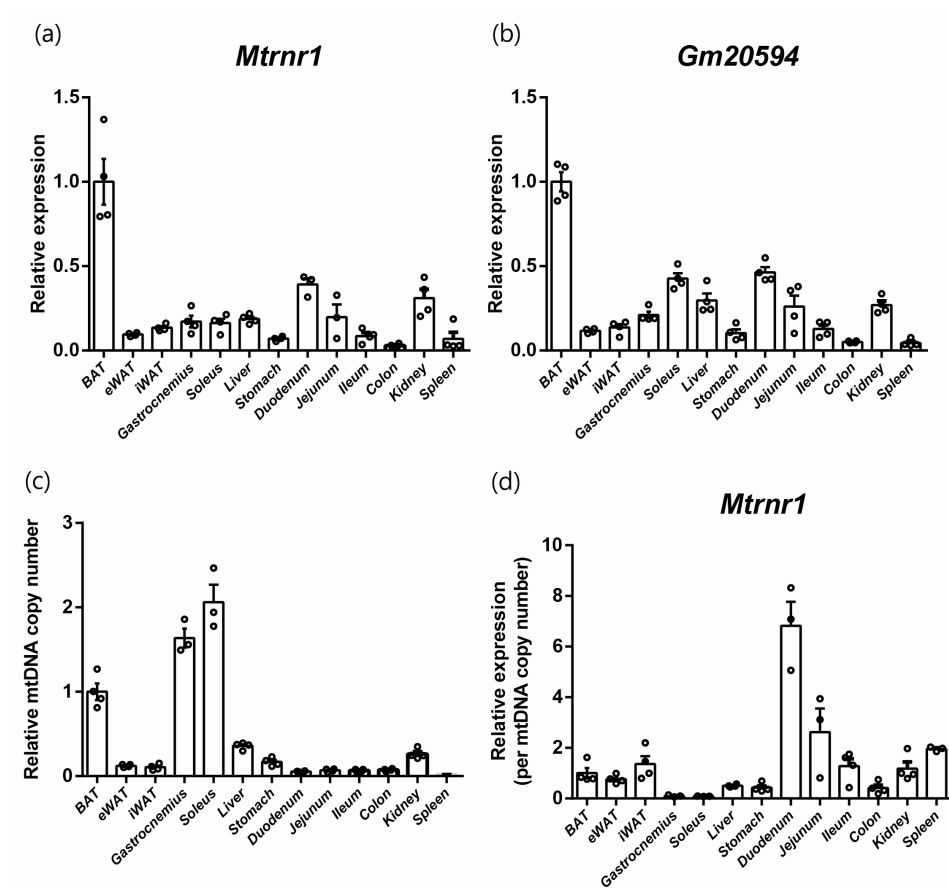 (a)
Mtrnr1
Relative expression
1.5
1.0
0.5
0.0
BAT
eWAT
iWAT
Gastrocnemius
Soleus
Liver
Stomach
Duodenum
Jejunum
Ileum
Colon
Kidney
Spleen
(b)
Gm20594
Relative expression
1.5
1.0
0.5
0.0
BAT
eWAT
iWAT
Gastrocnemius
Soleus
Liver
Stomach
Duodenum
Jejunum
Ileum
Colon
Kidney
Spleen
(c)
Relative mtDNA copy number
3
2
1
0
BAT
eWAT
iWAT
Gastrocnemius
Soleus
Liver
Stomach
Duodenum
Jejunum
Ileum
Colon
Kidney
Spleen
(d)
Mtrnr1
Relative expression
(per mtDNA copy number)
10
8
6
4
2
0
BAT
eWAT
iWAT
Gastrocnemius
Soleus
Liver
Stomach
Duodenum
Jejunum
Ileum
Colon
Kidney
Spleen